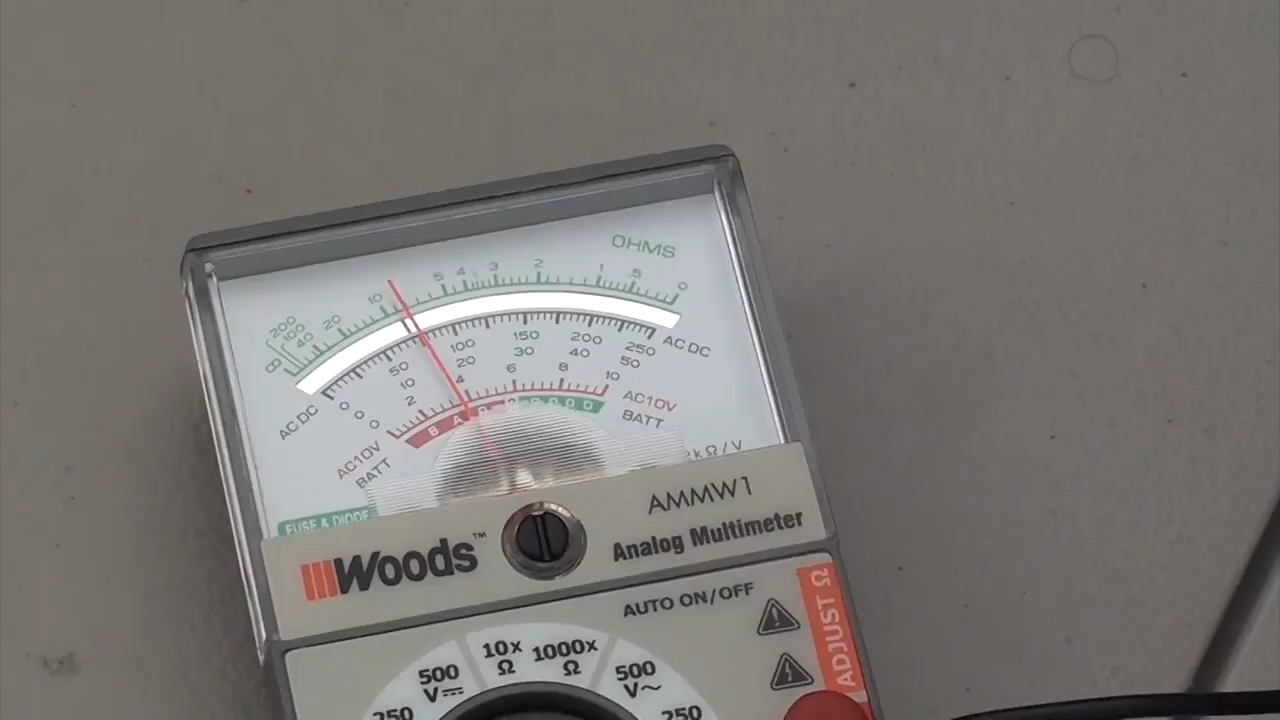 OHMS
∞ 200 100 40 20 10 5 4 3 2 1 .5 0
AC DC 0 50 100 150 200 250 AC DC
0 10 20 30 40 50
AC10V 2 4 6 8 10 AC10V
BATT B A GOOD BATT
2kΩ/V
FUSE & DIODE
AMMW1
Woods™ Analog Multimeter
AUTO ON/OFF
ADJUST Ω
10x Ω
1000x Ω
500 V⎓
500 V~
250
250